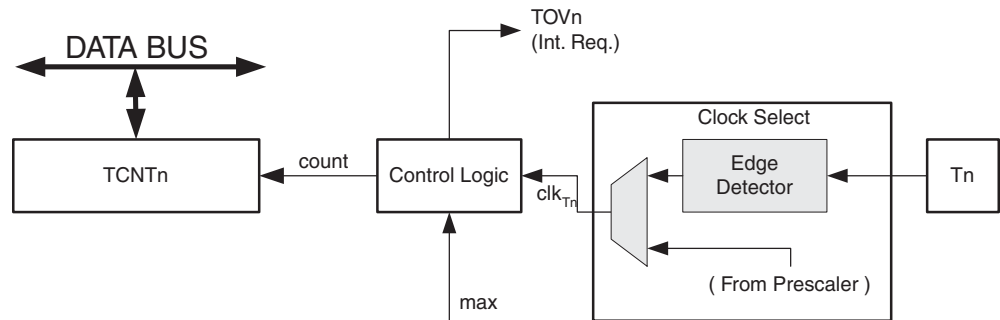 TOVn
(Int. Req.)
DATA BUS
Clock Select
TCNTn
count
Control Logic
clkTn
Edge
Detector
Tn
( From Prescaler )
max